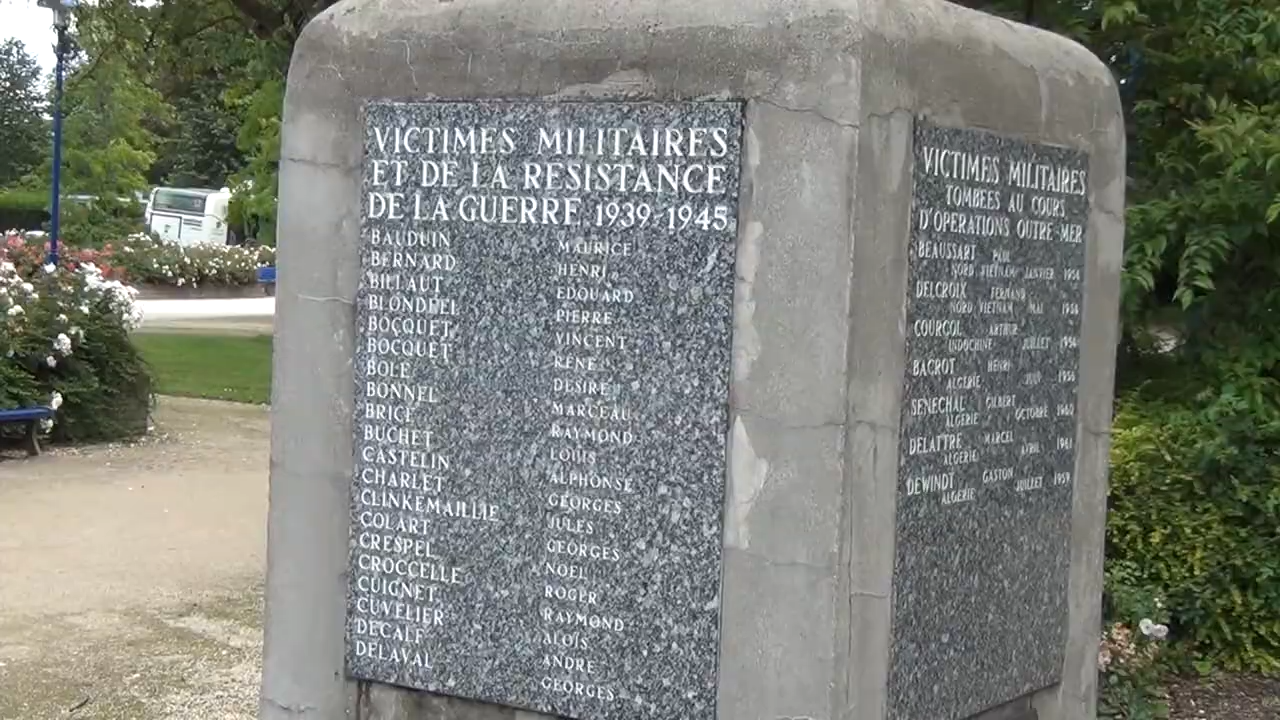 VICTIMES MILITAIRES
ET DE LA RESISTANCE
DE LA GUERRE 1939-1945
BAUDUIN MAURICE
BERNARD HENRI
BILLAUT EDOUARD
BLONDEEL PIERRE
BOCQUET VINCENT
BOCQUET RENE
BOLE DESIRE
BONNEL MARCEAU
BRICE RAYMOND
BUCHET LOUIS
CASTELIN ALPHONSE
CHARLET GEORGES
CLINKEMAILLIE JULES
COLART GEORGES
CRESPEL NOEL
CROCCELLE ROGER
CUIGNET RAYMOND
CUVELIER ALOIS
DECALF ANDRE
DELAVAL GEORGES
VICTIMES MILITAIRES
TOMBEES AU COURS
D'OPERATIONS OUTRE-MER
BEAUSSART PAUL
NORD VIETNAM JANVIER 1954
DELCROIX FERNAND
NORD VIETNAM MAI
COURCOL ARTHUR
INDOCHINE JUILLET 1954
BACROT HENRI
ALGERIE 1956
SENECHAL GILBERT
ALGERIE OCTOBRE 1960
DELATTRE MARCEL
ALGERIE AVRIL 1961
DEWINDT GASTON
ALGERIE JUILLET 1959